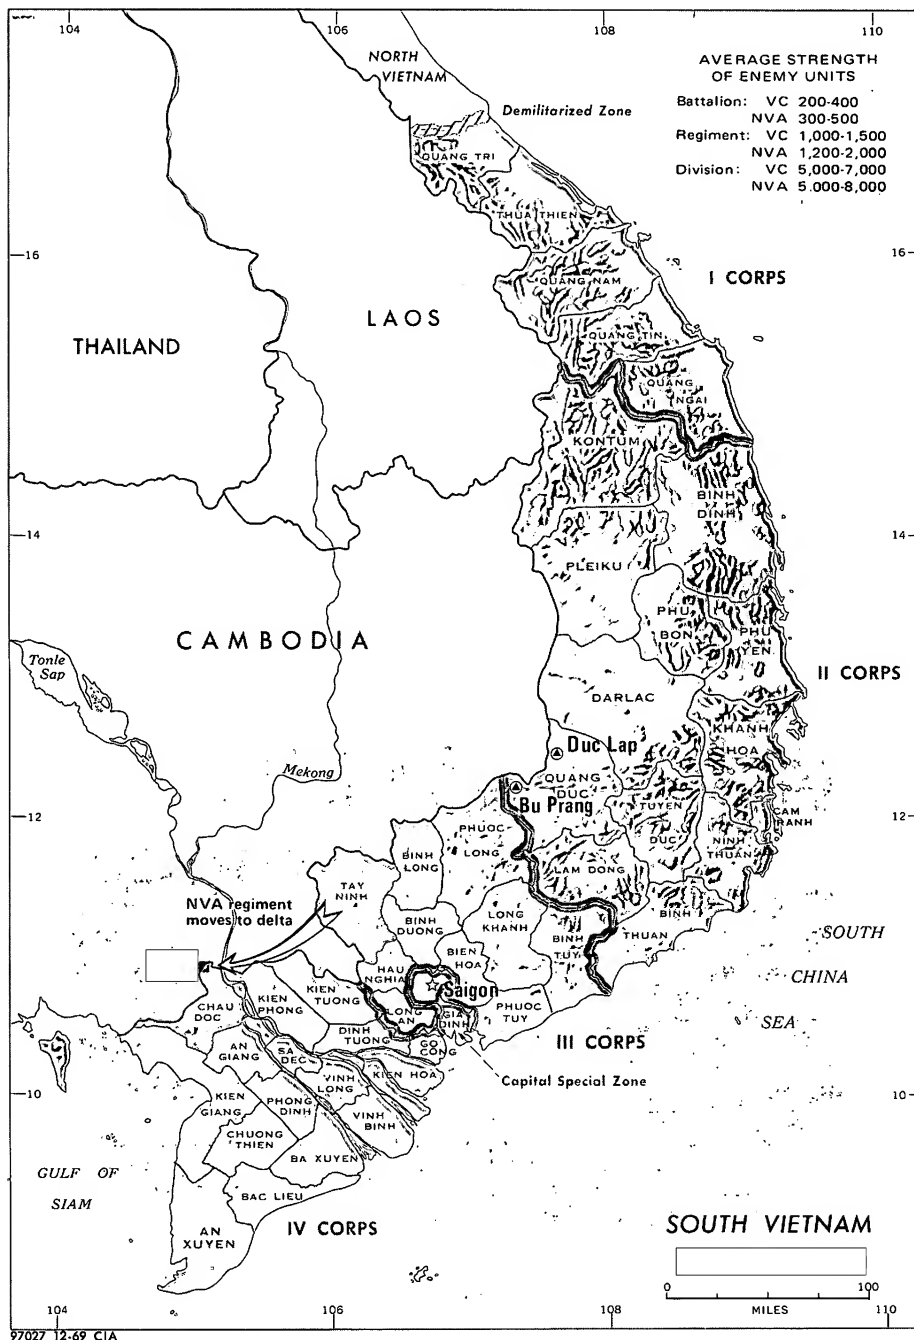 104
106
108
110
NORTH
VIETNAM
Demilitarized Zone
AVERAGE STRENGTH
OF ENEMY UNITS
Battalion: VC 200-400
NVA 300-500
Regiment: VC 1,000-1,500
NVA 1,200-2,000
Division: VC 5,000-7,000
NVA 5.000-8,000
QUANG TRI
THUA THIEN
16
16
I CORPS
QUANG NAM
LAOS
THAILAND
QUANG TIN
QUANG
NGAI
KONTUM
BINH
DINH
14
14
PLEIKU
PHU
BON
PHU
YEN
CAMBODIA
Tonle
Sap
II CORPS
DARLAC
KHANH
HOA
Duc Lap
Mekong
QUANG
DUC
Bu Prang
TUYEN
DUC
CAM
RANH
12
12
PHUOC
LONG
NINH
THUAN
BINH
LONG
LAM DONG
TAY
NINH
NVA regiment
moves to delta
BINH
DUONG
LONG
KHANH
BINH
THUAN
BINH
TUY
BIEN
HOA
SOUTH
CHINA
SEA
HAU
NGHIA
Saigon
KIEN
TUONG
KIEN
PHONG
CHAU
DOC
LONG
AN
GIA
DINH
PHUOC
TUY
III CORPS
DINH
TUONG
GO
CONG
AN
GIANG
SA
DEC
KIEN HOA
VINH
LONG
Capital Special Zone
10
10
KIEN
GIANG
PHONG
DINH
VINH
BINH
CHUONG
THIEN
BA XUYEN
GULF OF
SIAM
BAC LIEU
AN
XUYEN
IV CORPS
SOUTH VIETNAM
0
100
MILES
104
106
108
110
97027 12-69 CIA